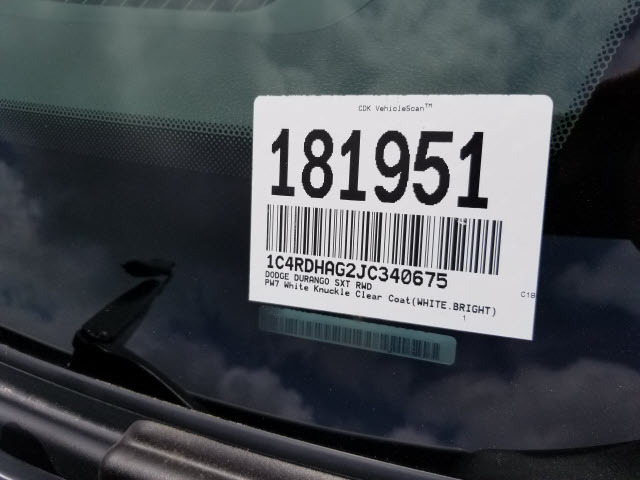 CDK VehicleScan™
181951
1C4RDHAG2JC340675
DODGE DURANGO SXT RWD
PW7 White Knuckle Clear Coat(WHITE.BRIGHT)
C18
1